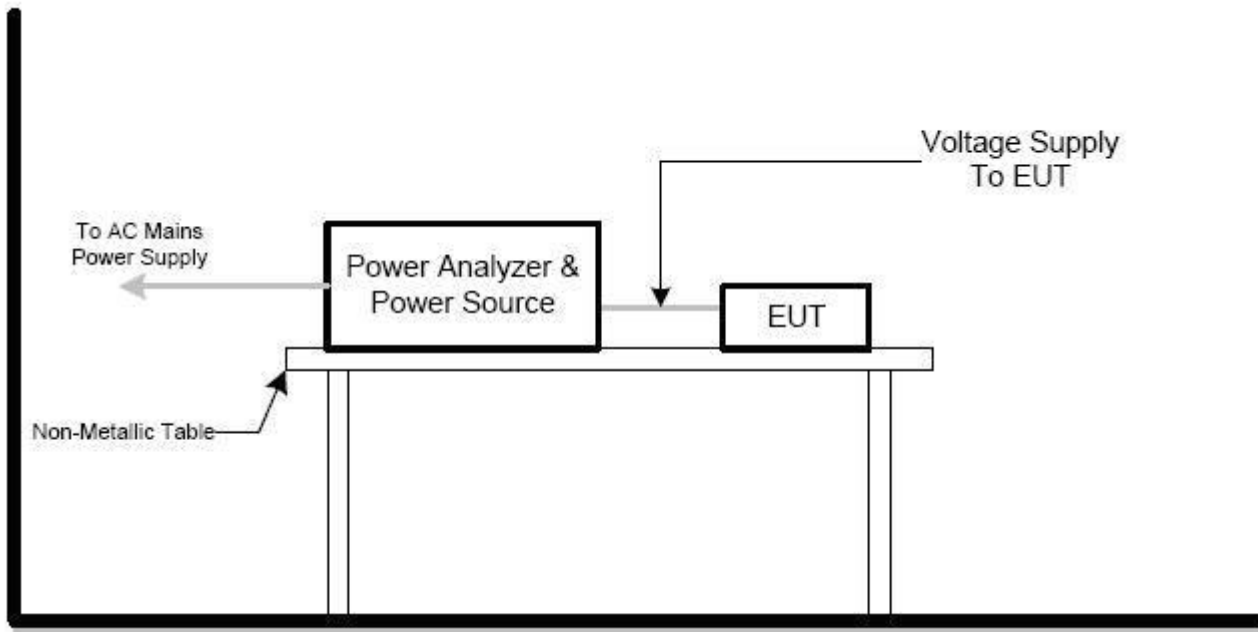 Voltage Supply
To EUT
To AC Mains
Power Supply
Power Analyzer &
Power Source
EUT
Non-Metallic Table